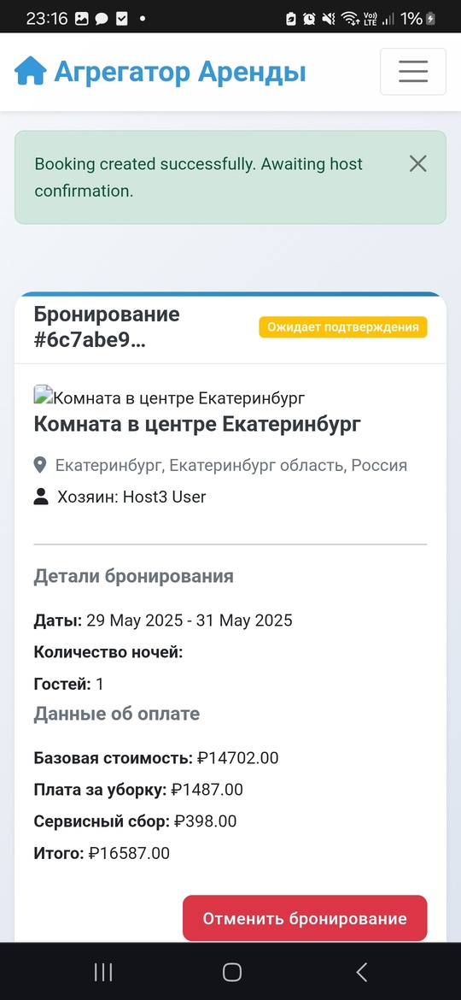 23:16
Vo)) LTE
1%
Агрегатор Аренды
Booking created successfully. Awaiting host
confirmation.
Бронирование
#6c7abe9…
Ожидает подтверждения
Комната в центре Екатеринбург
Комната в центре Екатеринбург
Екатеринбург, Екатеринбург область, Россия
Хозяин: Host3 User
Детали бронирования
Даты: 29 May 2025 - 31 May 2025
Количество ночей:
Гостей: 1
Данные об оплате
Базовая стоимость: ₽14702.00
Плата за уборку: ₽1487.00
Сервисный сбор: ₽398.00
Итого: ₽16587.00
Отменить бронирование